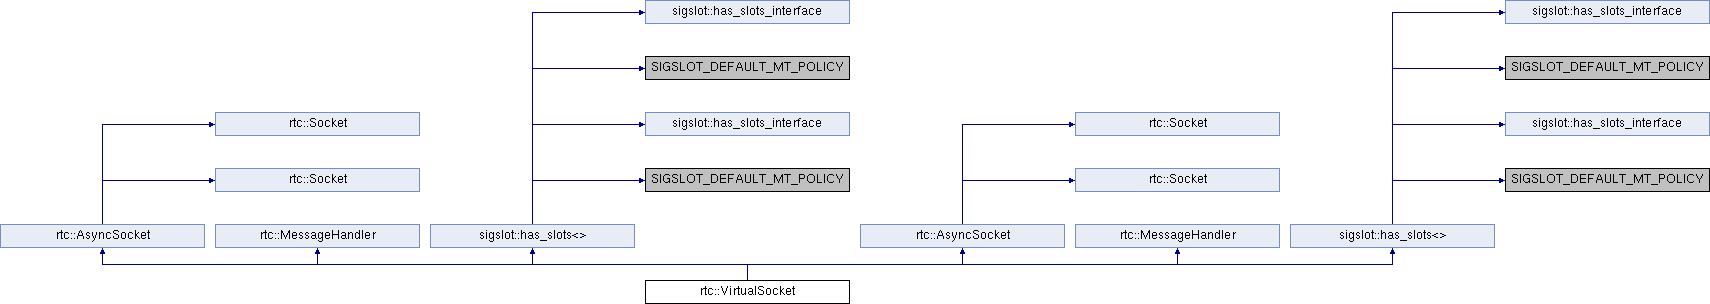 sigslot::has_slots_interface
sigslot::has_slots_interface
SIGSLOT_DEFAULT_MT_POLICY
SIGSLOT_DEFAULT_MT_POLICY
rtc::Socket
sigslot::has_slots_interface
rtc::Socket
sigslot::has_slots_interface
rtc::Socket
SIGSLOT_DEFAULT_MT_POLICY
rtc::Socket
SIGSLOT_DEFAULT_MT_POLICY
rtc::AsyncSocket
rtc::MessageHandler
sigslot::has_slots<>
rtc::AsyncSocket
rtc::MessageHandler
sigslot::has_slots<>
rtc::VirtualSocket